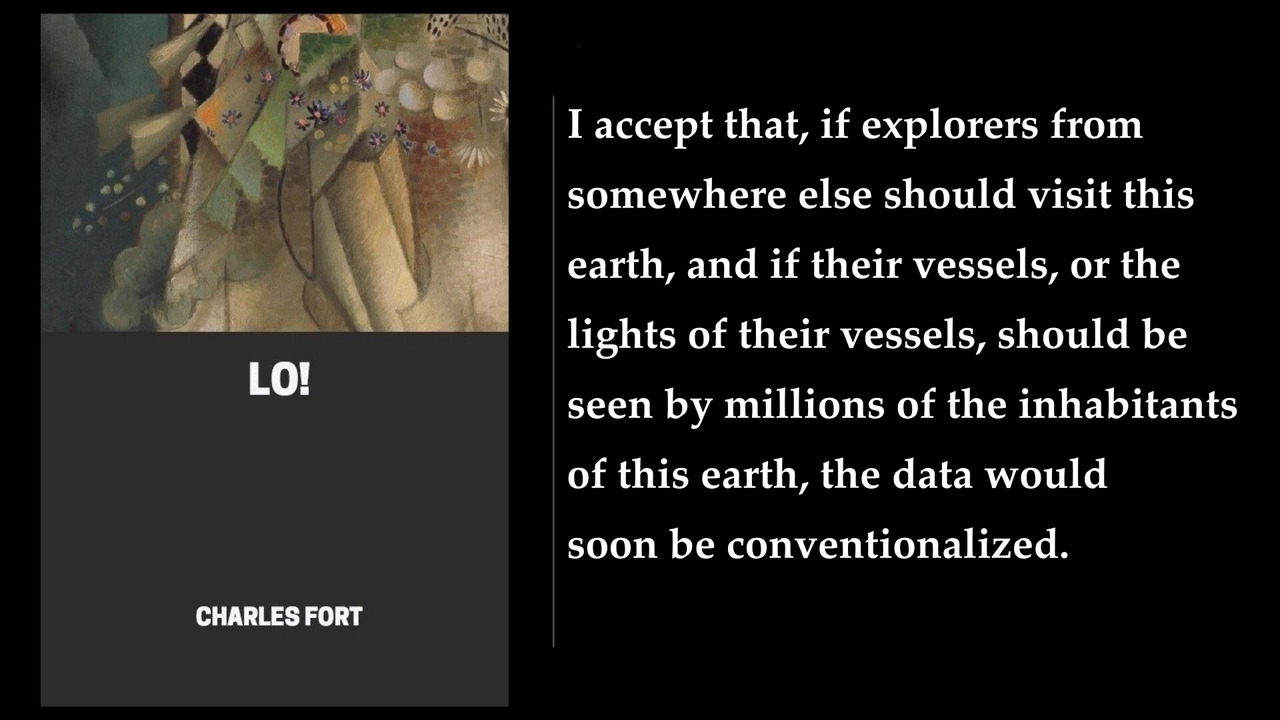 LO!
CHARLES FORT
I accept that, if explorers from
somewhere else should visit this
earth, and if their vessels, or the
lights of their vessels, should be
seen by millions of the inhabitants
of this earth, the data would
soon be conventionalized.